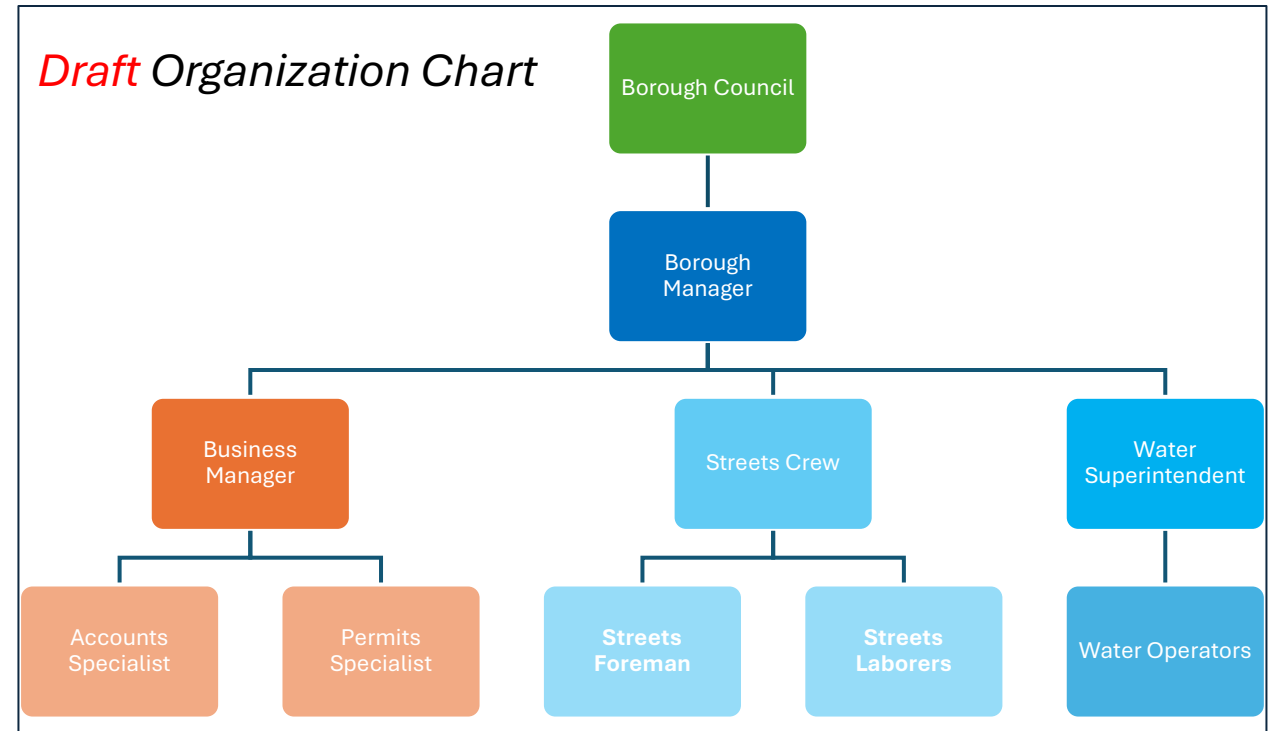 Draft Organization Chart
Borough Council
Borough
Manager
Business
Manager
Streets Crew
Water
Superintendent
Accounts
Specialist
Permits
Specialist
Streets
Foreman
Streets
Laborers
Water Operators